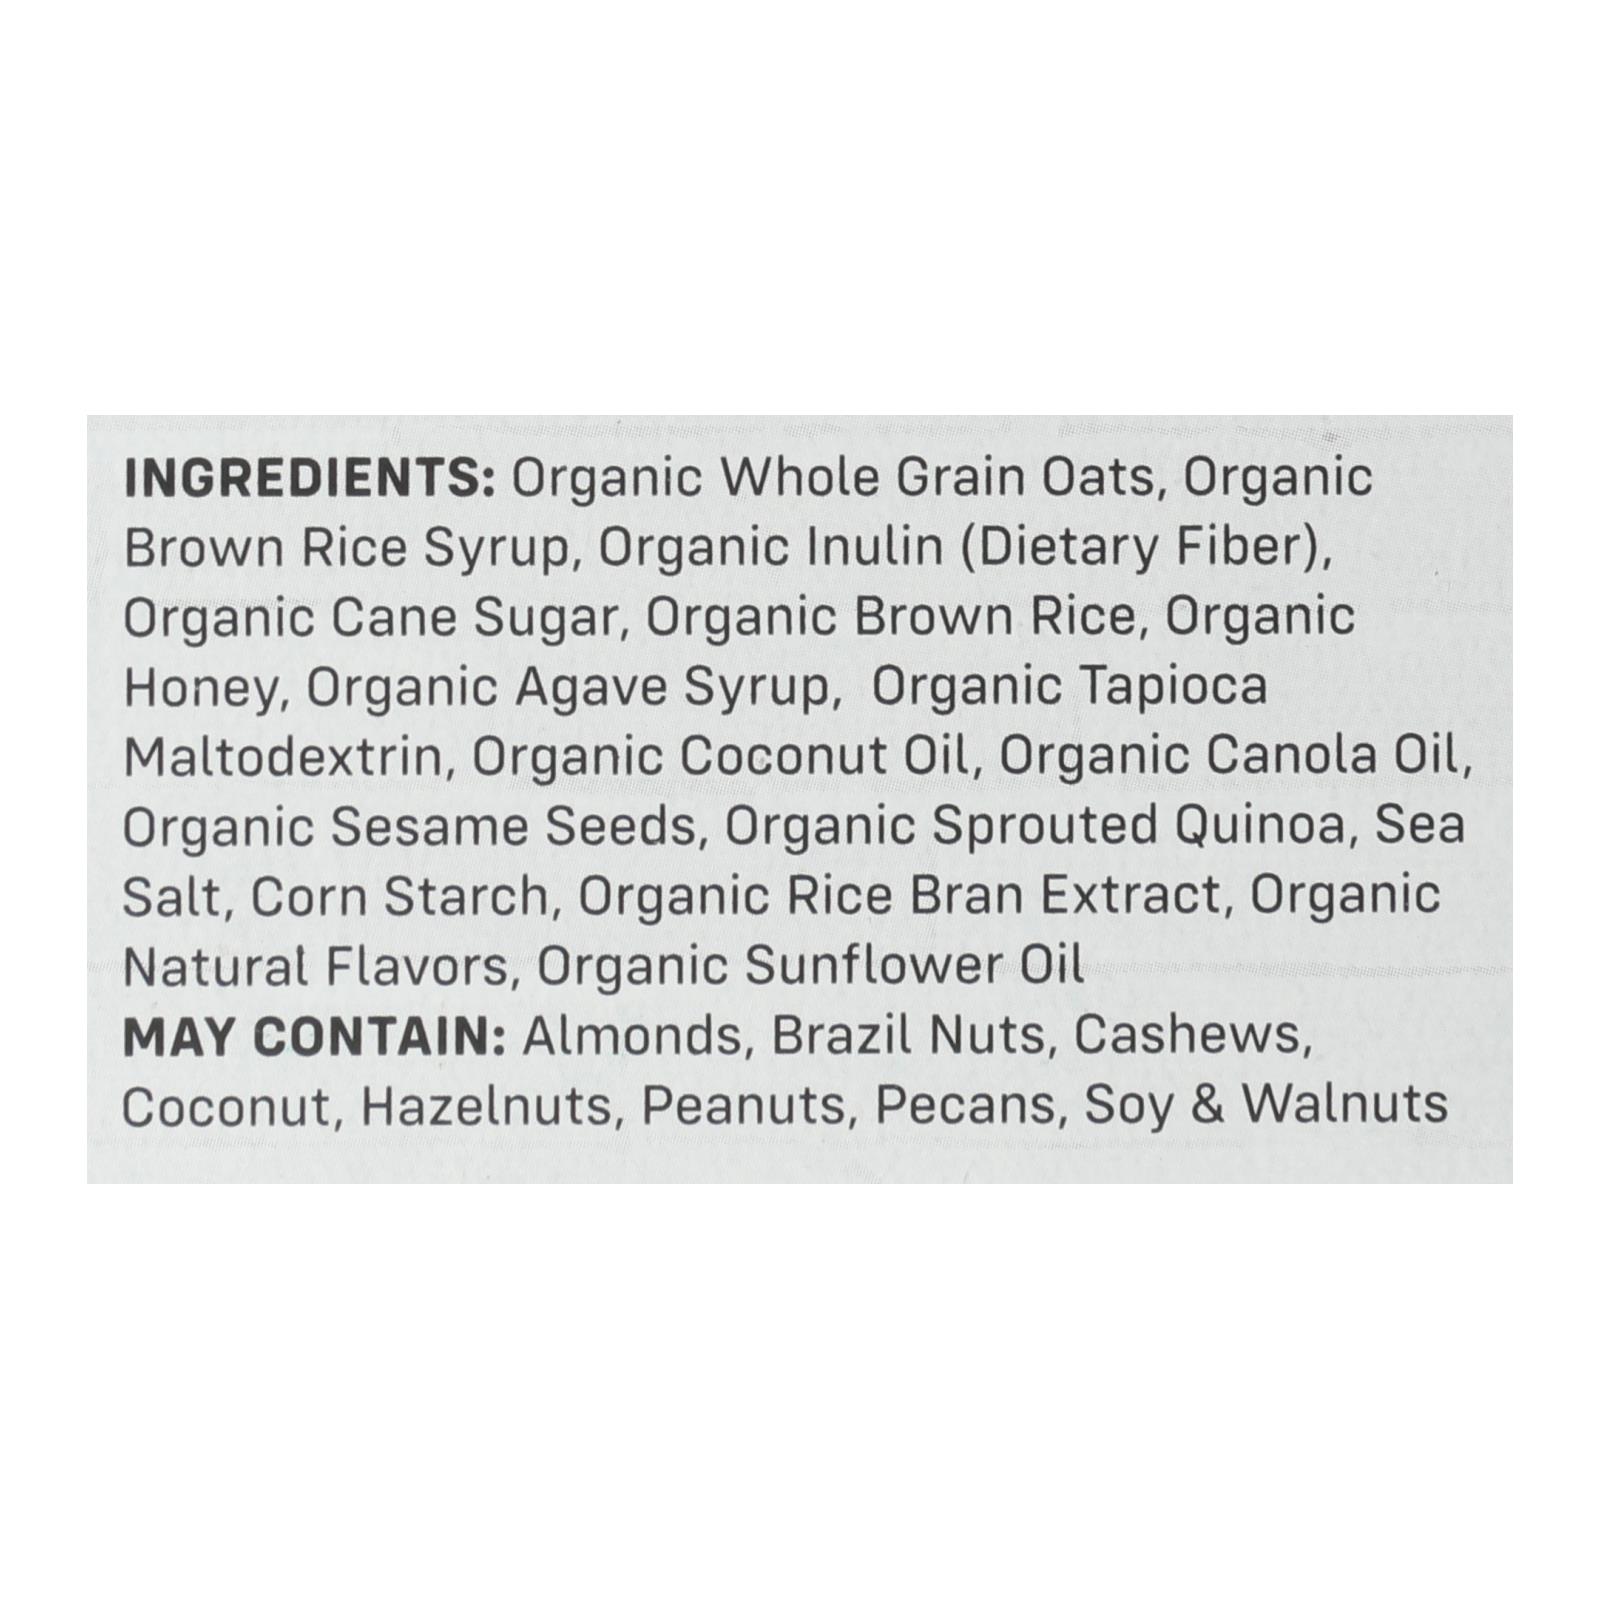 INGREDIENTS: Organic Whole Grain Oats, Organic
Brown Rice Syrup, Organic Inulin (Dietary Fiber),
Organic Cane Sugar, Organic Brown Rice, Organic
Honey, Organic Agave Syrup, Organic Tapioca
Maltodextrin, Organic Coconut Oil, Organic Canola Oil,
Organic Sesame Seeds, Organic Sprouted Quinoa, Sea
Salt, Corn Starch, Organic Rice Bran Extract, Organic
Natural Flavors, Organic Sunflower Oil
MAY CONTAIN: Almonds, Brazil Nuts, Cashews,
Coconut, Hazelnuts, Peanuts, Pecans, Soy & Walnuts